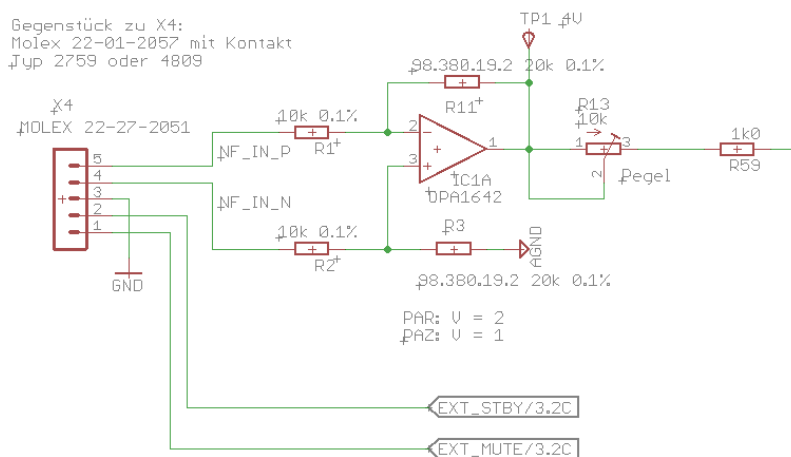 Gegenstück zu X4:
Molex 22-01-2057 mit Kontakt
Typ 2759 oder 4809
TP1 4V
98.380.19.2 20k 0.1%
R11
X4
MOLEX 22-27-2051
10k 0.1%
R1
R13
10k
1k0
R59
5
4
3
2
1
NF_IN_P
NF_IN_N
2
3
1
IC1A
OPA1642
1
3
2
Pegel
10k 0.1%
R2
R3
AGND
GND
98.380.19.2 20k 0.1%
PAR: V = 2
PAZ: V = 1
EXT_STBY/3.2C
EXT_MUTE/3.2C